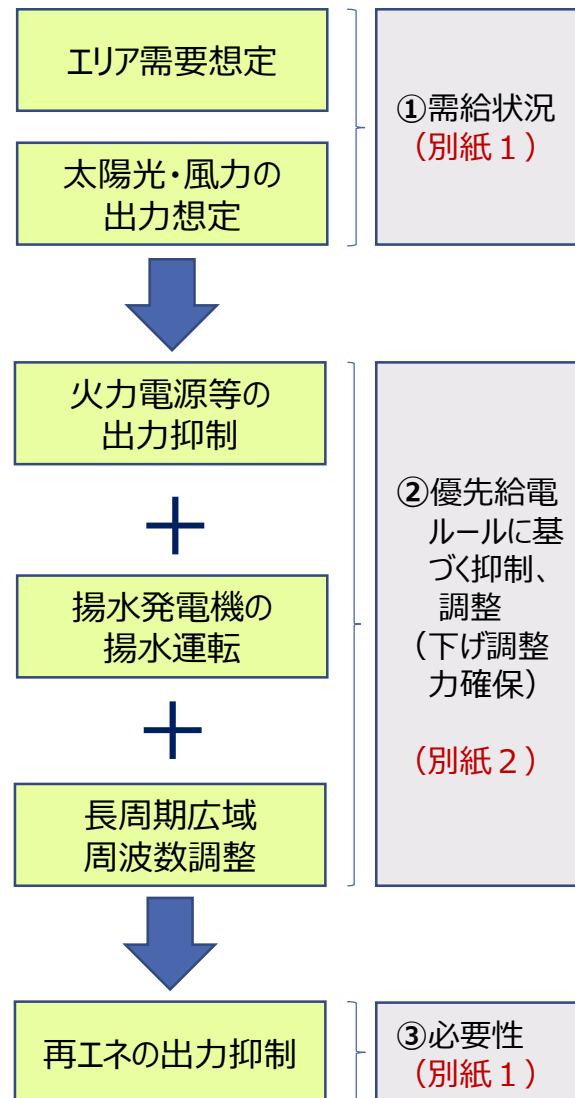 エリア需要想定
太陽光・風力の
出力想定
①需給状況
（別紙１）
火力電源等の
出力抑制
＋
揚水発電機の
揚水運転
＋
長周期広域
周波数調整
②優先給電
ルールに基
づく抑制、
調整
（下げ調整
力確保）
（別紙２）
再エネの出力抑制
③必要性
（別紙１）